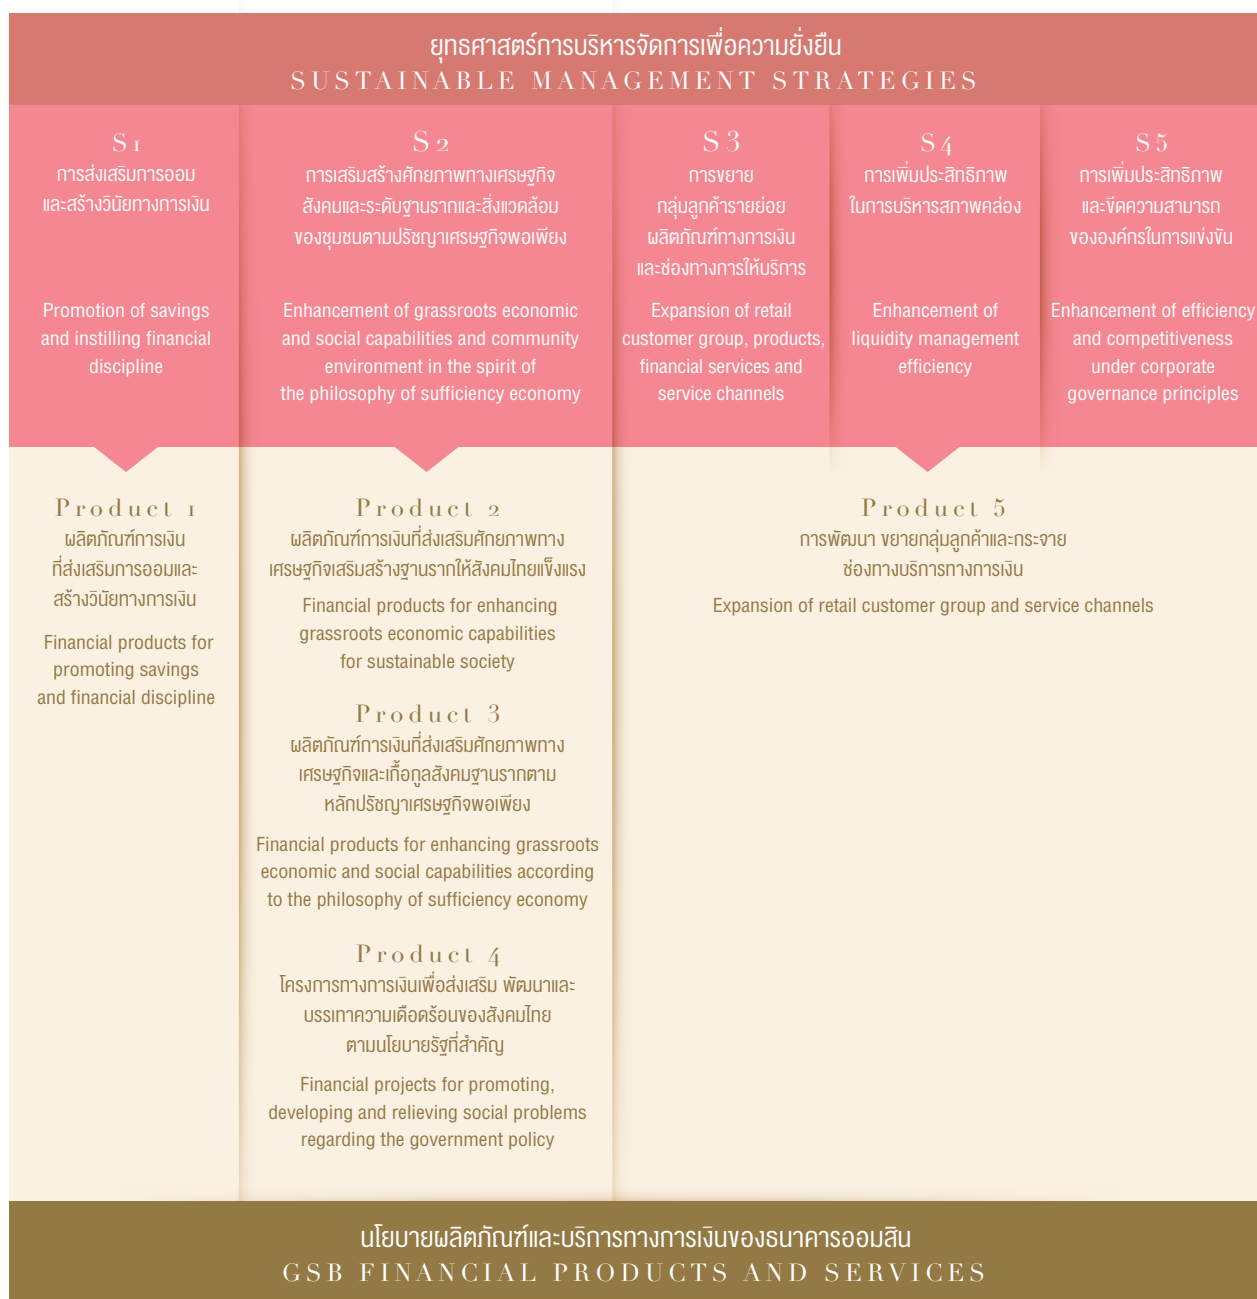 ยุทธศาสตร์การบริหารจัดการเพื่อความยั่งยืน
SUSTAINABLE MANAGEMENT STRATEGIES
S1
การส่งเสริมการออม
และสร้างวินัยทางการเงิน
Promotion of savings
and instilling financial
discipline
S2
การเสริมสร้างศักยภาพทางเศรษฐกิจ
สังคมและระดับฐานรากและสิ่งแวดล้อม
ของชุมชนตามปรัชญาเศรษฐกิจพอเพียง
Enhancement of grassroots economic
and social capabilities and community
environment in the spirit of
the philosophy of sufficiency economy
S3
การขยาย
กลุ่มลูกค้ารายย่อย
ผลิตภัณฑ์ทางการเงิน
และช่องทางการให้บริการ
Expansion of retail
customer group, products,
financial services and
service channels
S4
การเพิ่มประสิทธิภาพ
ในการบริหารสภาพคล่อง
Enhancement of
liquidity management
efficiency
S5
การเพิ่มประสิทธิภาพ
และขีดความสามารถ
ขององค์กรในการแข่งขัน
Enhancement of efficiency
and competitiveness
under corporate
governance principles
Product 1
ผลิตภัณฑ์การเงิน
ที่ส่งเสริมการออมและ
สร้างวินัยทางการเงิน
Financial products for
promoting savings
and financial discipline
Product 2
ผลิตภัณฑ์การเงินที่ส่งเสริมศักยภาพทาง
เศรษฐกิจเสริมสร้างฐานรากให้สังคมไทยแข็งแรง
Financial products for enhancing
grassroots economic capabilities
for sustainable society
Product 3
ผลิตภัณฑ์การเงินที่ส่งเสริมศักยภาพทาง
เศรษฐกิจและเกื้อกูลสังคมฐานรากตาม
หลักปรัชญาเศรษฐกิจพอเพียง
Financial products for enhancing grassroots
economic and social capabilities according
to the philosophy of sufficiency economy
Product 4
โครงการทางการเงินเพื่อส่งเสริม พัฒนาและ
บรรเทาความเดือดร้อนของสังคมไทย
ตามนโยบายรัฐที่สำคัญ
Financial projects for promoting,
developing and relieving social problems
regarding the government policy
Product 5
การพัฒนา ขยายกลุ่มลูกค้าและกระจาย
ช่องทางบริการทางการเงิน
Expansion of retail customer group and service channels
นโยบายผลิตภัณฑ์และบริการทางการเงินของธนาคารออมสิน
GSB FINANCIAL PRODUCTS AND SERVICES